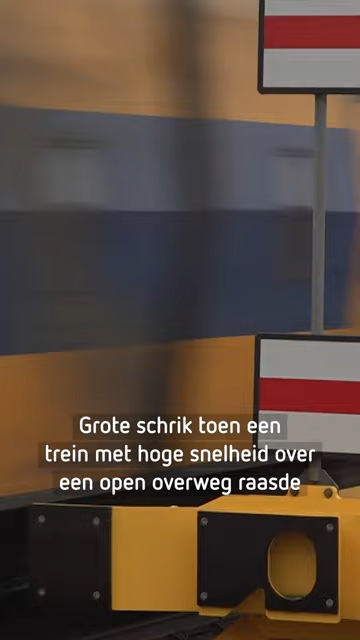 Grote schrik toen een
trein met hoge snelheid over
een open overweg raasde